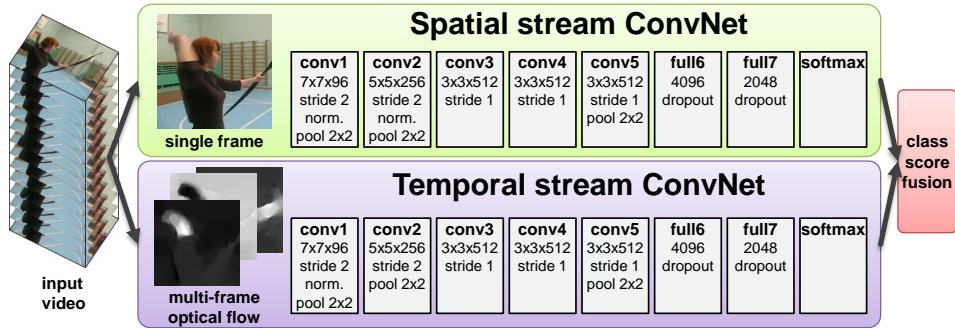 Spatial stream ConvNet
single frame
conv1
7x7x96
stride 2
norm.
pool 2x2
conv2
5x5x256
stride 2
norm.
pool 2x2
conv3
3x3x512
stride 1
conv4
3x3x512
stride 1
conv5
3x3x512
stride 1
pool 2x2
full6
4096
dropout
full7
2048
dropout
softmax
Temporal stream ConvNet
multi-frame
optical flow
conv1
7x7x96
stride 2
norm.
pool 2x2
conv2
5x5x256
stride 2
pool 2x2
conv3
3x3x512
stride 1
conv4
3x3x512
stride 1
conv5
3x3x512
stride 1
pool 2x2
full6
4096
dropout
full7
2048
dropout
softmax
input
video
class
score
fusion